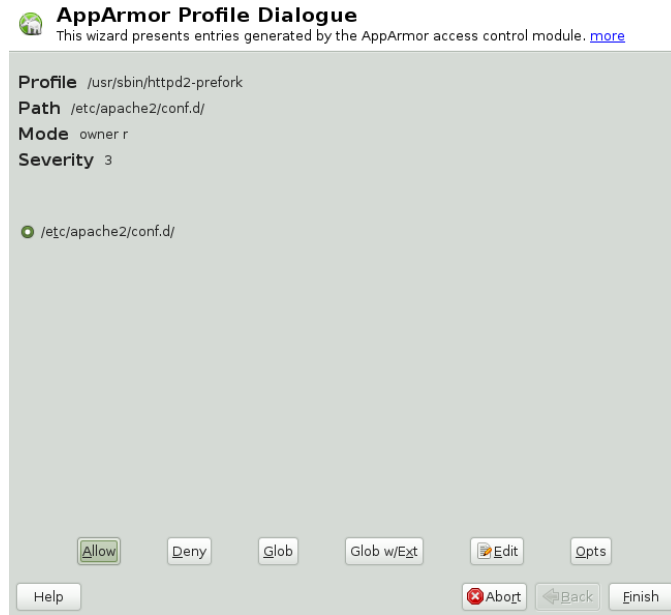 AppArmor Profile Dialogue
This wizard presents entries generated by the AppArmor access control module. more
Profile /usr/sbin/httpd2-prefork
Path /etc/apache2/conf.d/
Mode owner r
Severity 3
/etc/apache2/conf.d/
Allow Deny Glob Glob w/Ext Edit Opts
Help Abort Back Finish